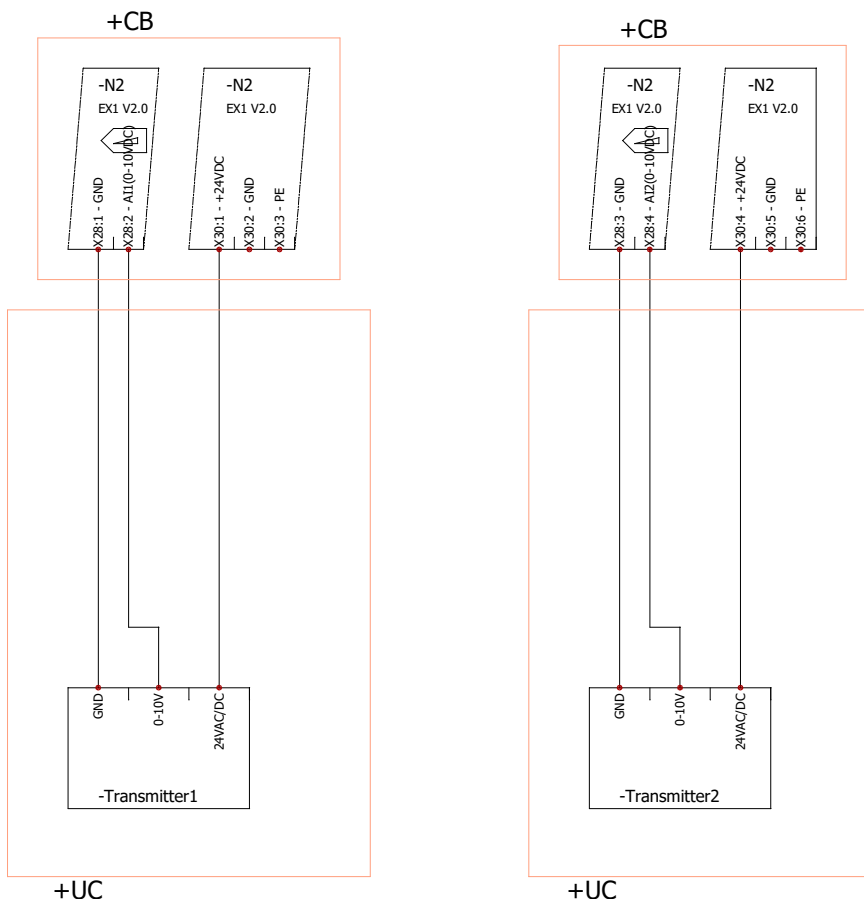 +CB
-N2
EX1 V2.0
X28:1 - GND
X28:2 - AI1(0-10VDC)
-N2
EX1 V2.0
X30:1 - +24VDC
X30:2 - GND
X30:3 - PE
GND
0-10V
24VAC/DC
-Transmitter1
+UC
+CB
-N2
EX1 V2.0
X28:3 - GND
X28:4 - AI2(0-10VDC)
-N2
EX1 V2.0
X30:4 - +24VDC
X30:5 - GND
X30:6 - PE
GND
0-10V
24VAC/DC
-Transmitter2
+UC